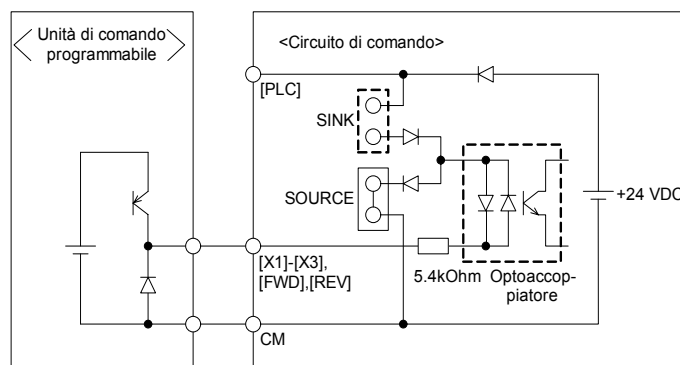 Unità di comando
programmabile
<Circuito di comando>
[PLC]
SINK
SOURCE
+24 VDC
[X1]-[X3],
[FWD],[REV]
5.4kOhm
Optoaccop-
piatore
CM